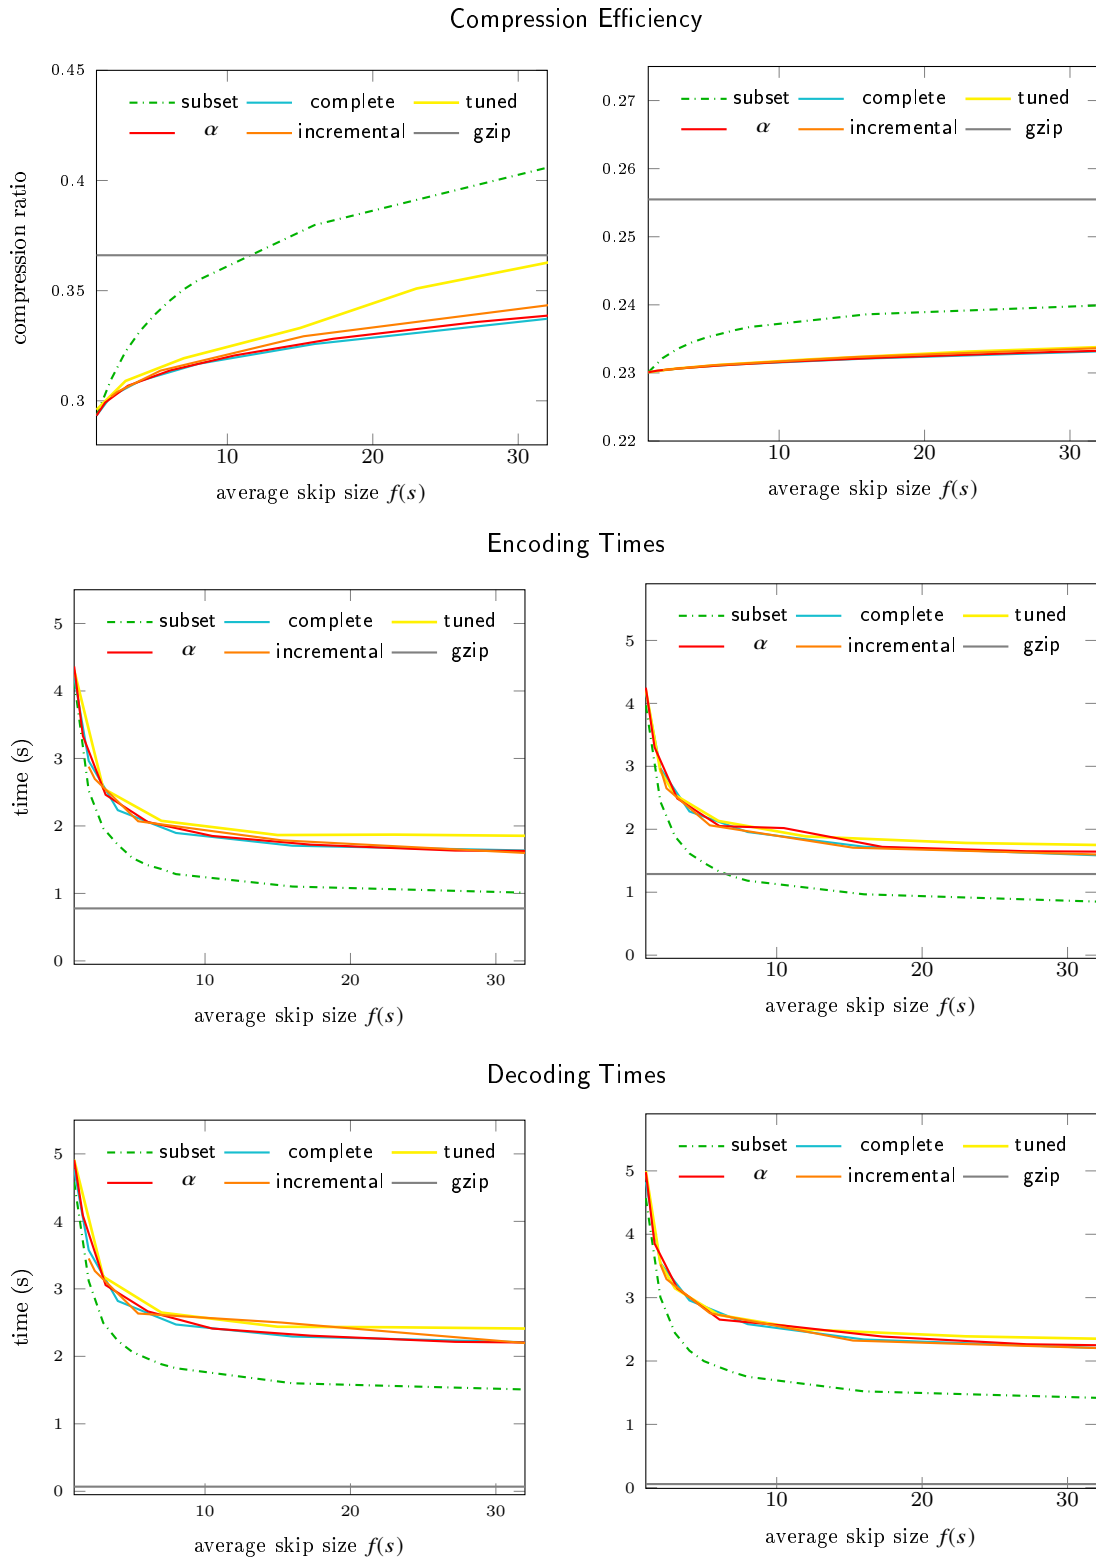 Compression Efficiency
compression ratio
0.45
0.4
0.35
0.3
subset complete tuned
α incremental gzip
10 20 30
average skip size f(s)
0.27
0.26
0.25
0.24
0.23
0.22
subset complete tuned
α incremental gzip
10 20 30
average skip size f(s)
Encoding Times
time (s)
5
4
3
2
1
0
subset complete tuned
α incremental gzip
10 20 30
average skip size f(s)
5
4
3
2
1
0
subset complete tuned
α incremental gzip
10 20 30
average skip size f(s)
Decoding Times
time (s)
5
4
3
2
1
0
subset complete tuned
α incremental gzip
10 20 30
average skip size f(s)
5
4
3
2
1
0
subset complete tuned
α incremental gzip
10 20 30
average skip size f(s)